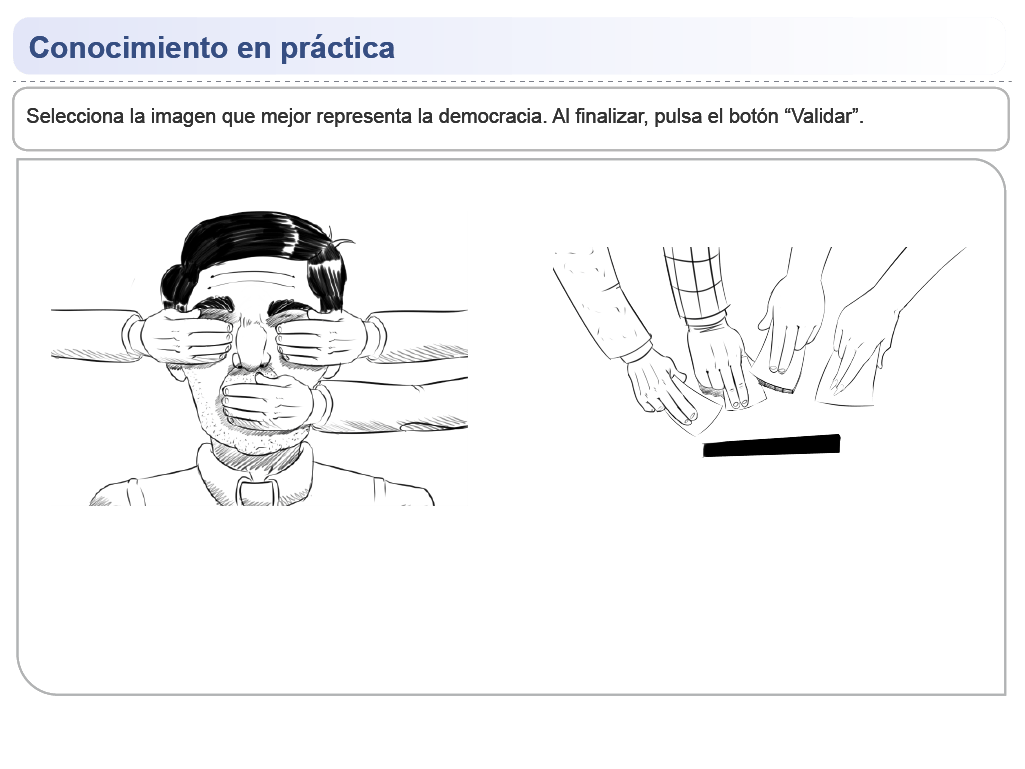 Conocimiento en práctica
Selecciona la imagen que mejor representa la democracia. Al finalizar, pulsa el botón “Validar”.